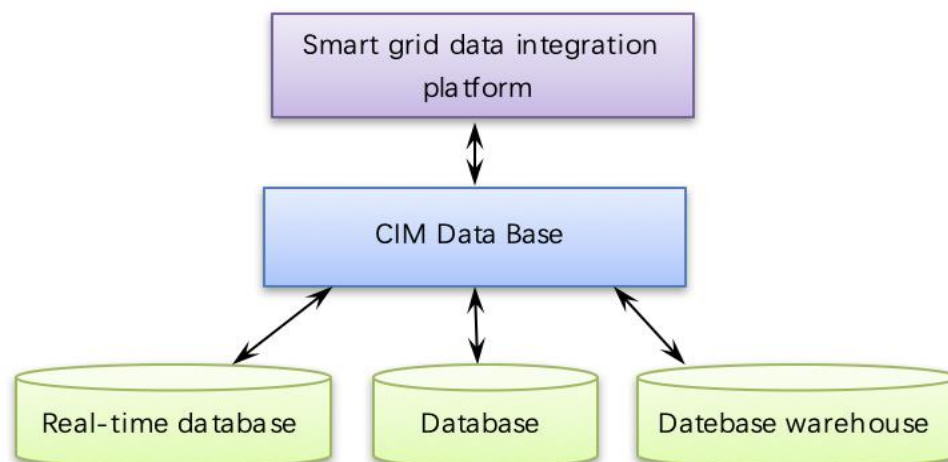 Smart grid data integration
platform
CIM Data Base
Real-time database
Database
Datebase warehouse